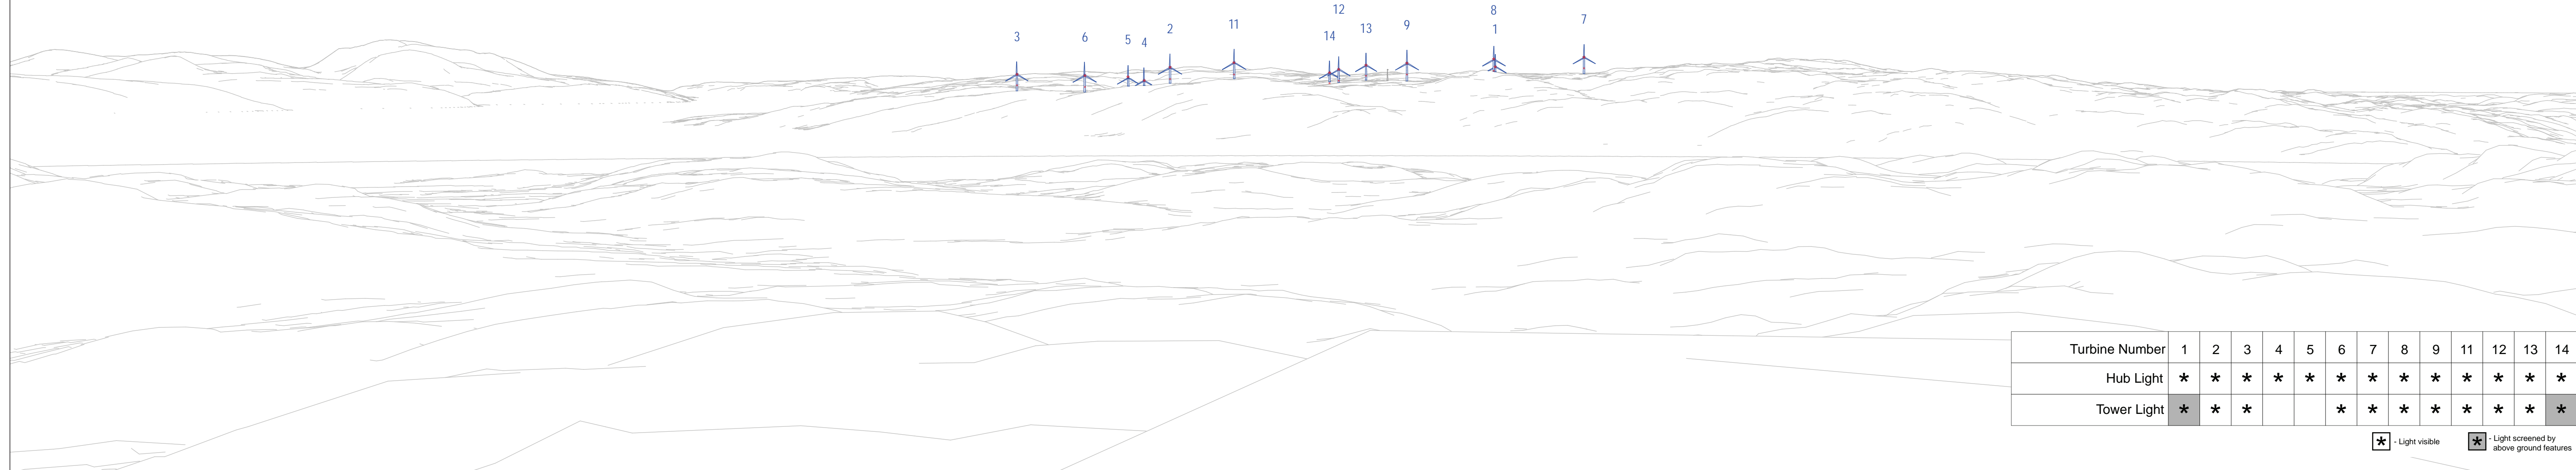 12
8
7
11
9
2
13
1
14
3
6
5
4
Turbine Number 1 2 3 4 5 6 7 8 9 11 12 13 14
Hub Light * * * * * * * * * * * * *
Tower Light * * * * * * * * * * *
* - Light visible
* - Light screened by
above ground features